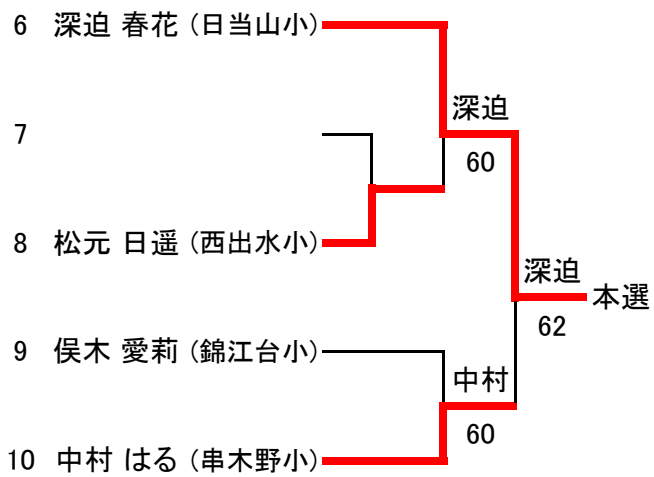 6 深迫 春花 (日当山小)
深迫
7
60
8 松元 日遥 (西出水小)
深迫
本選
62
9 俣木 愛莉 (錦江台小)
中村
60
10 中村 はる (串木野小)